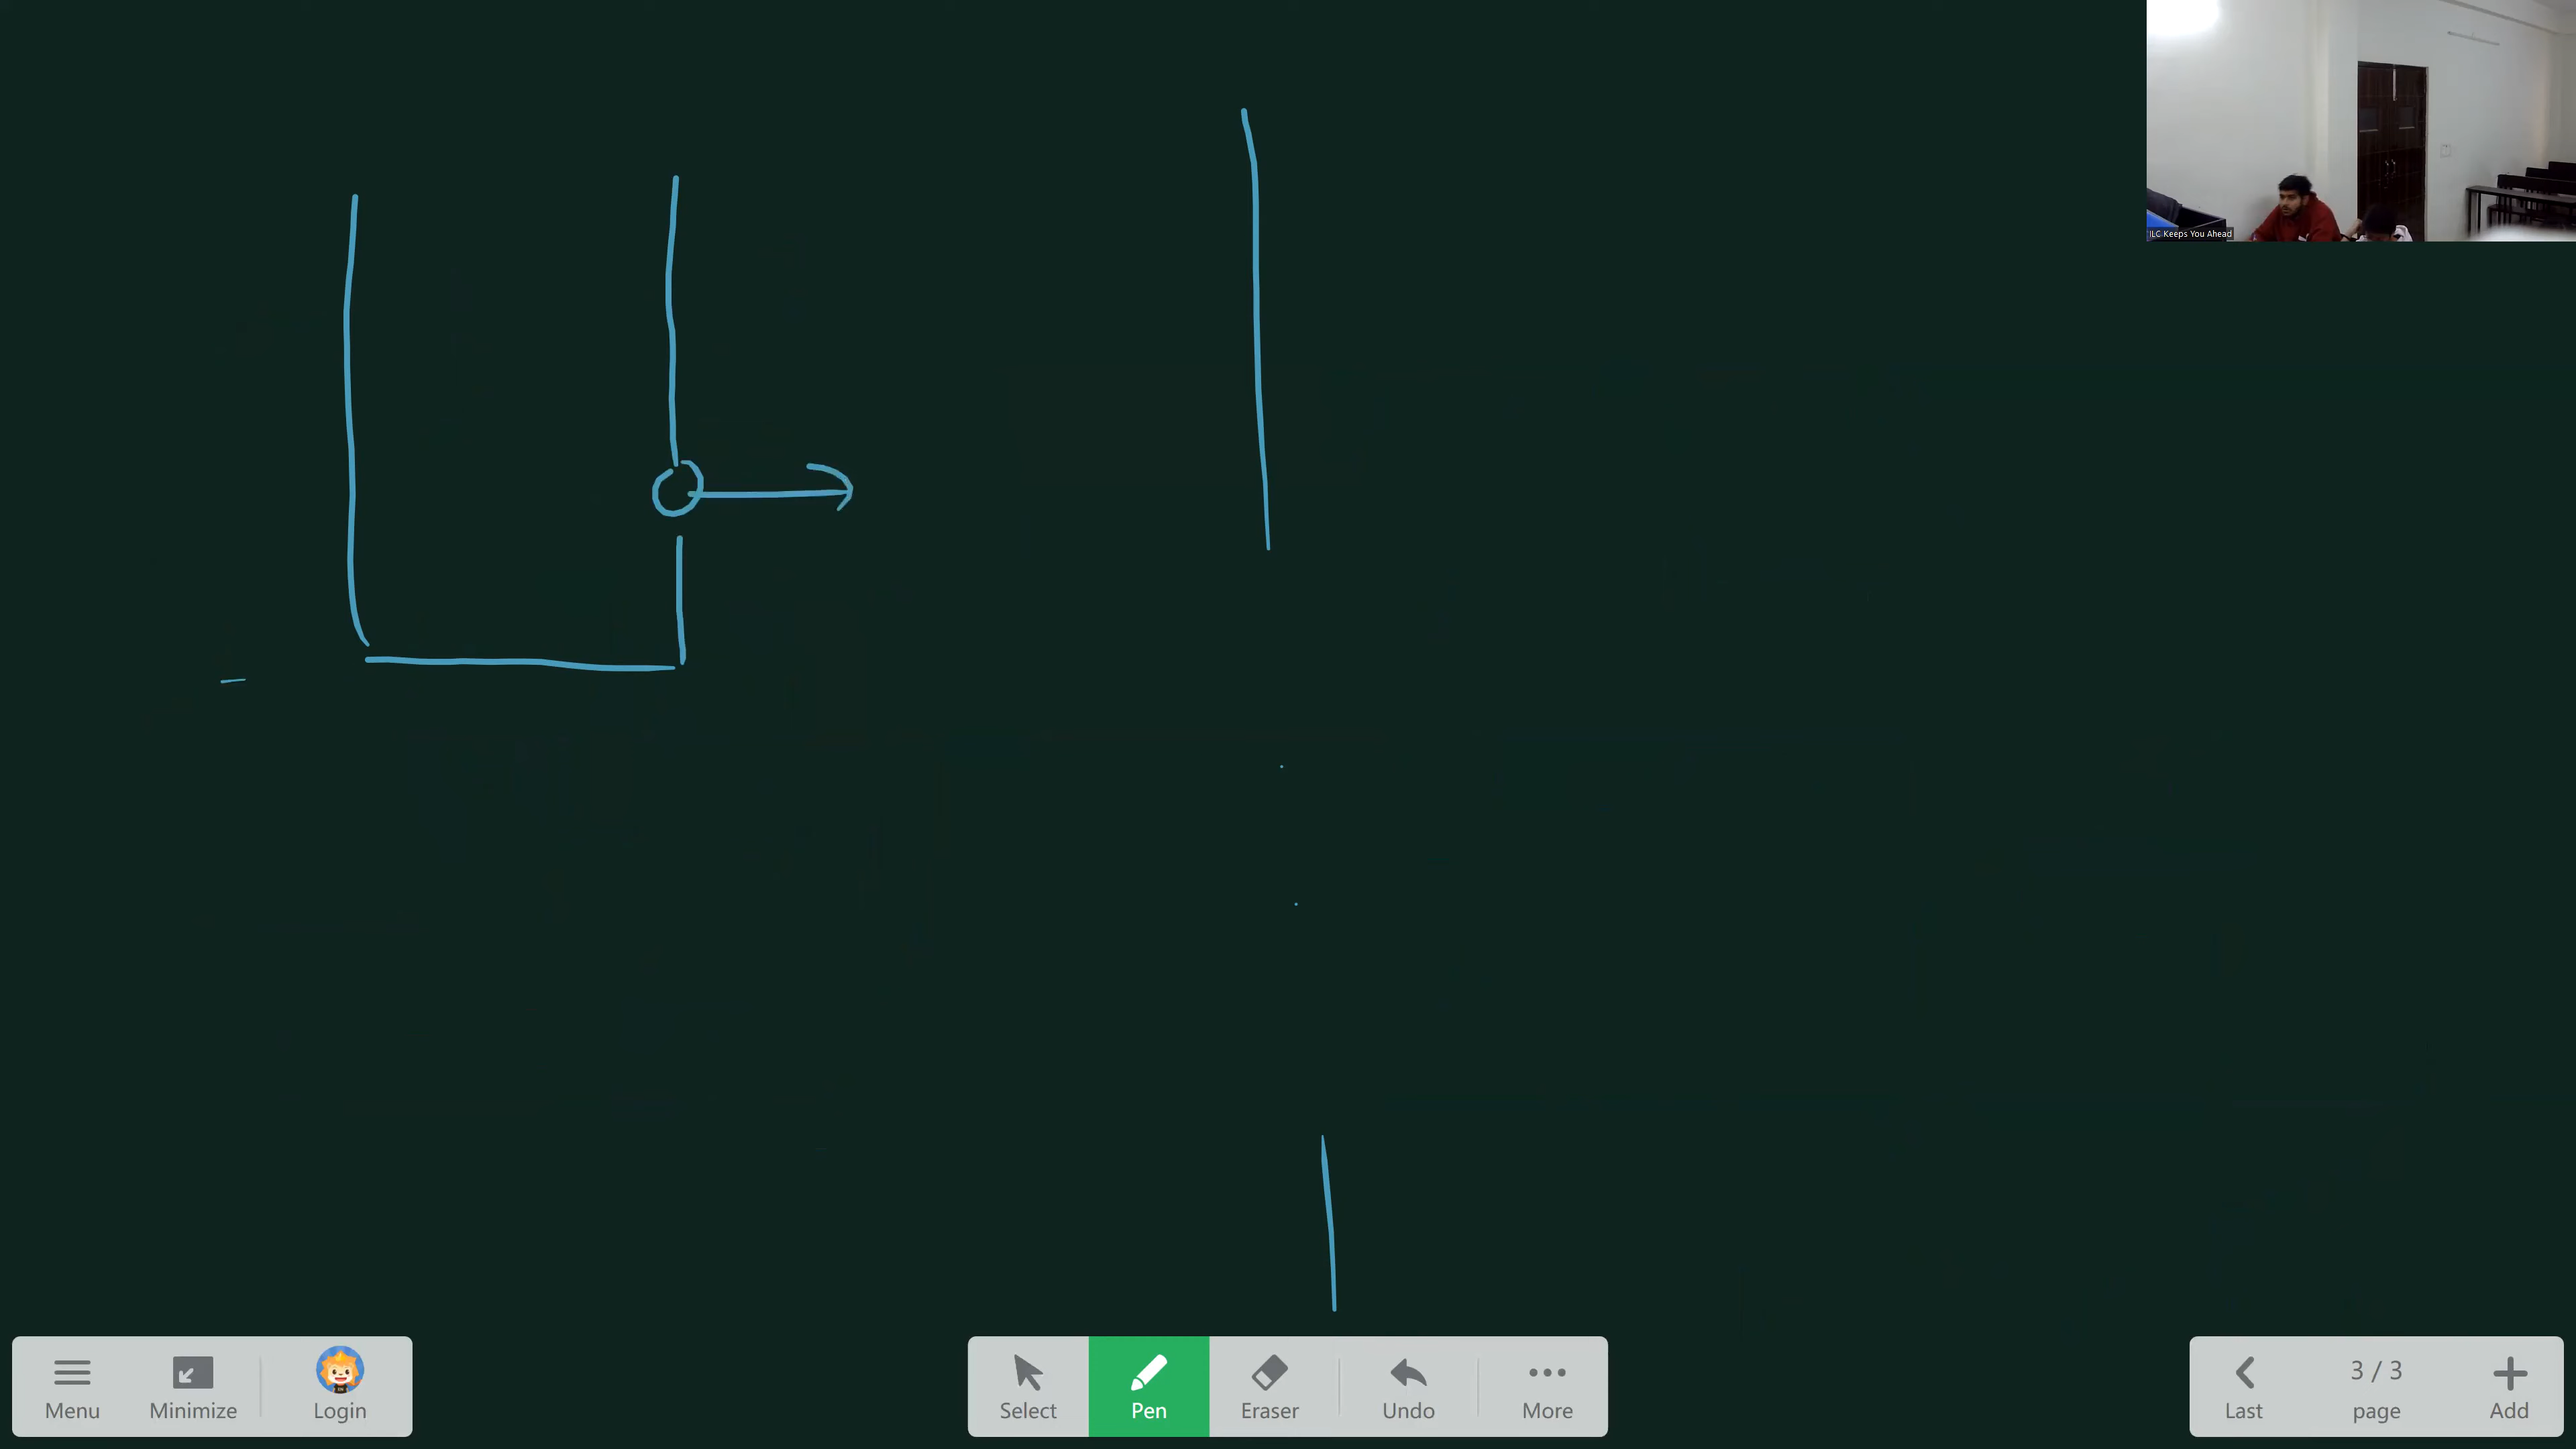 ILC Keeps You Ahead
Menu
Minimize
Login
Select
Pen
Eraser
Undo
More
Last
3 / 3
page
Add